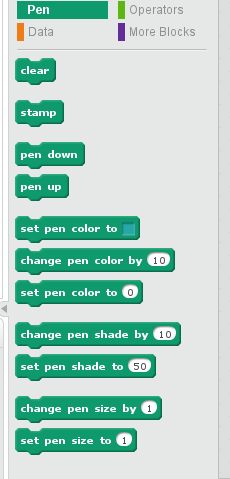 Pen Operators
Data More Blocks
clear
stamp
pen down
pen up
set pen color to
change pen color by 10
set pen color to 0
change pen shade by 10
set pen shade to 50
change pen size by 1
set pen size to 1